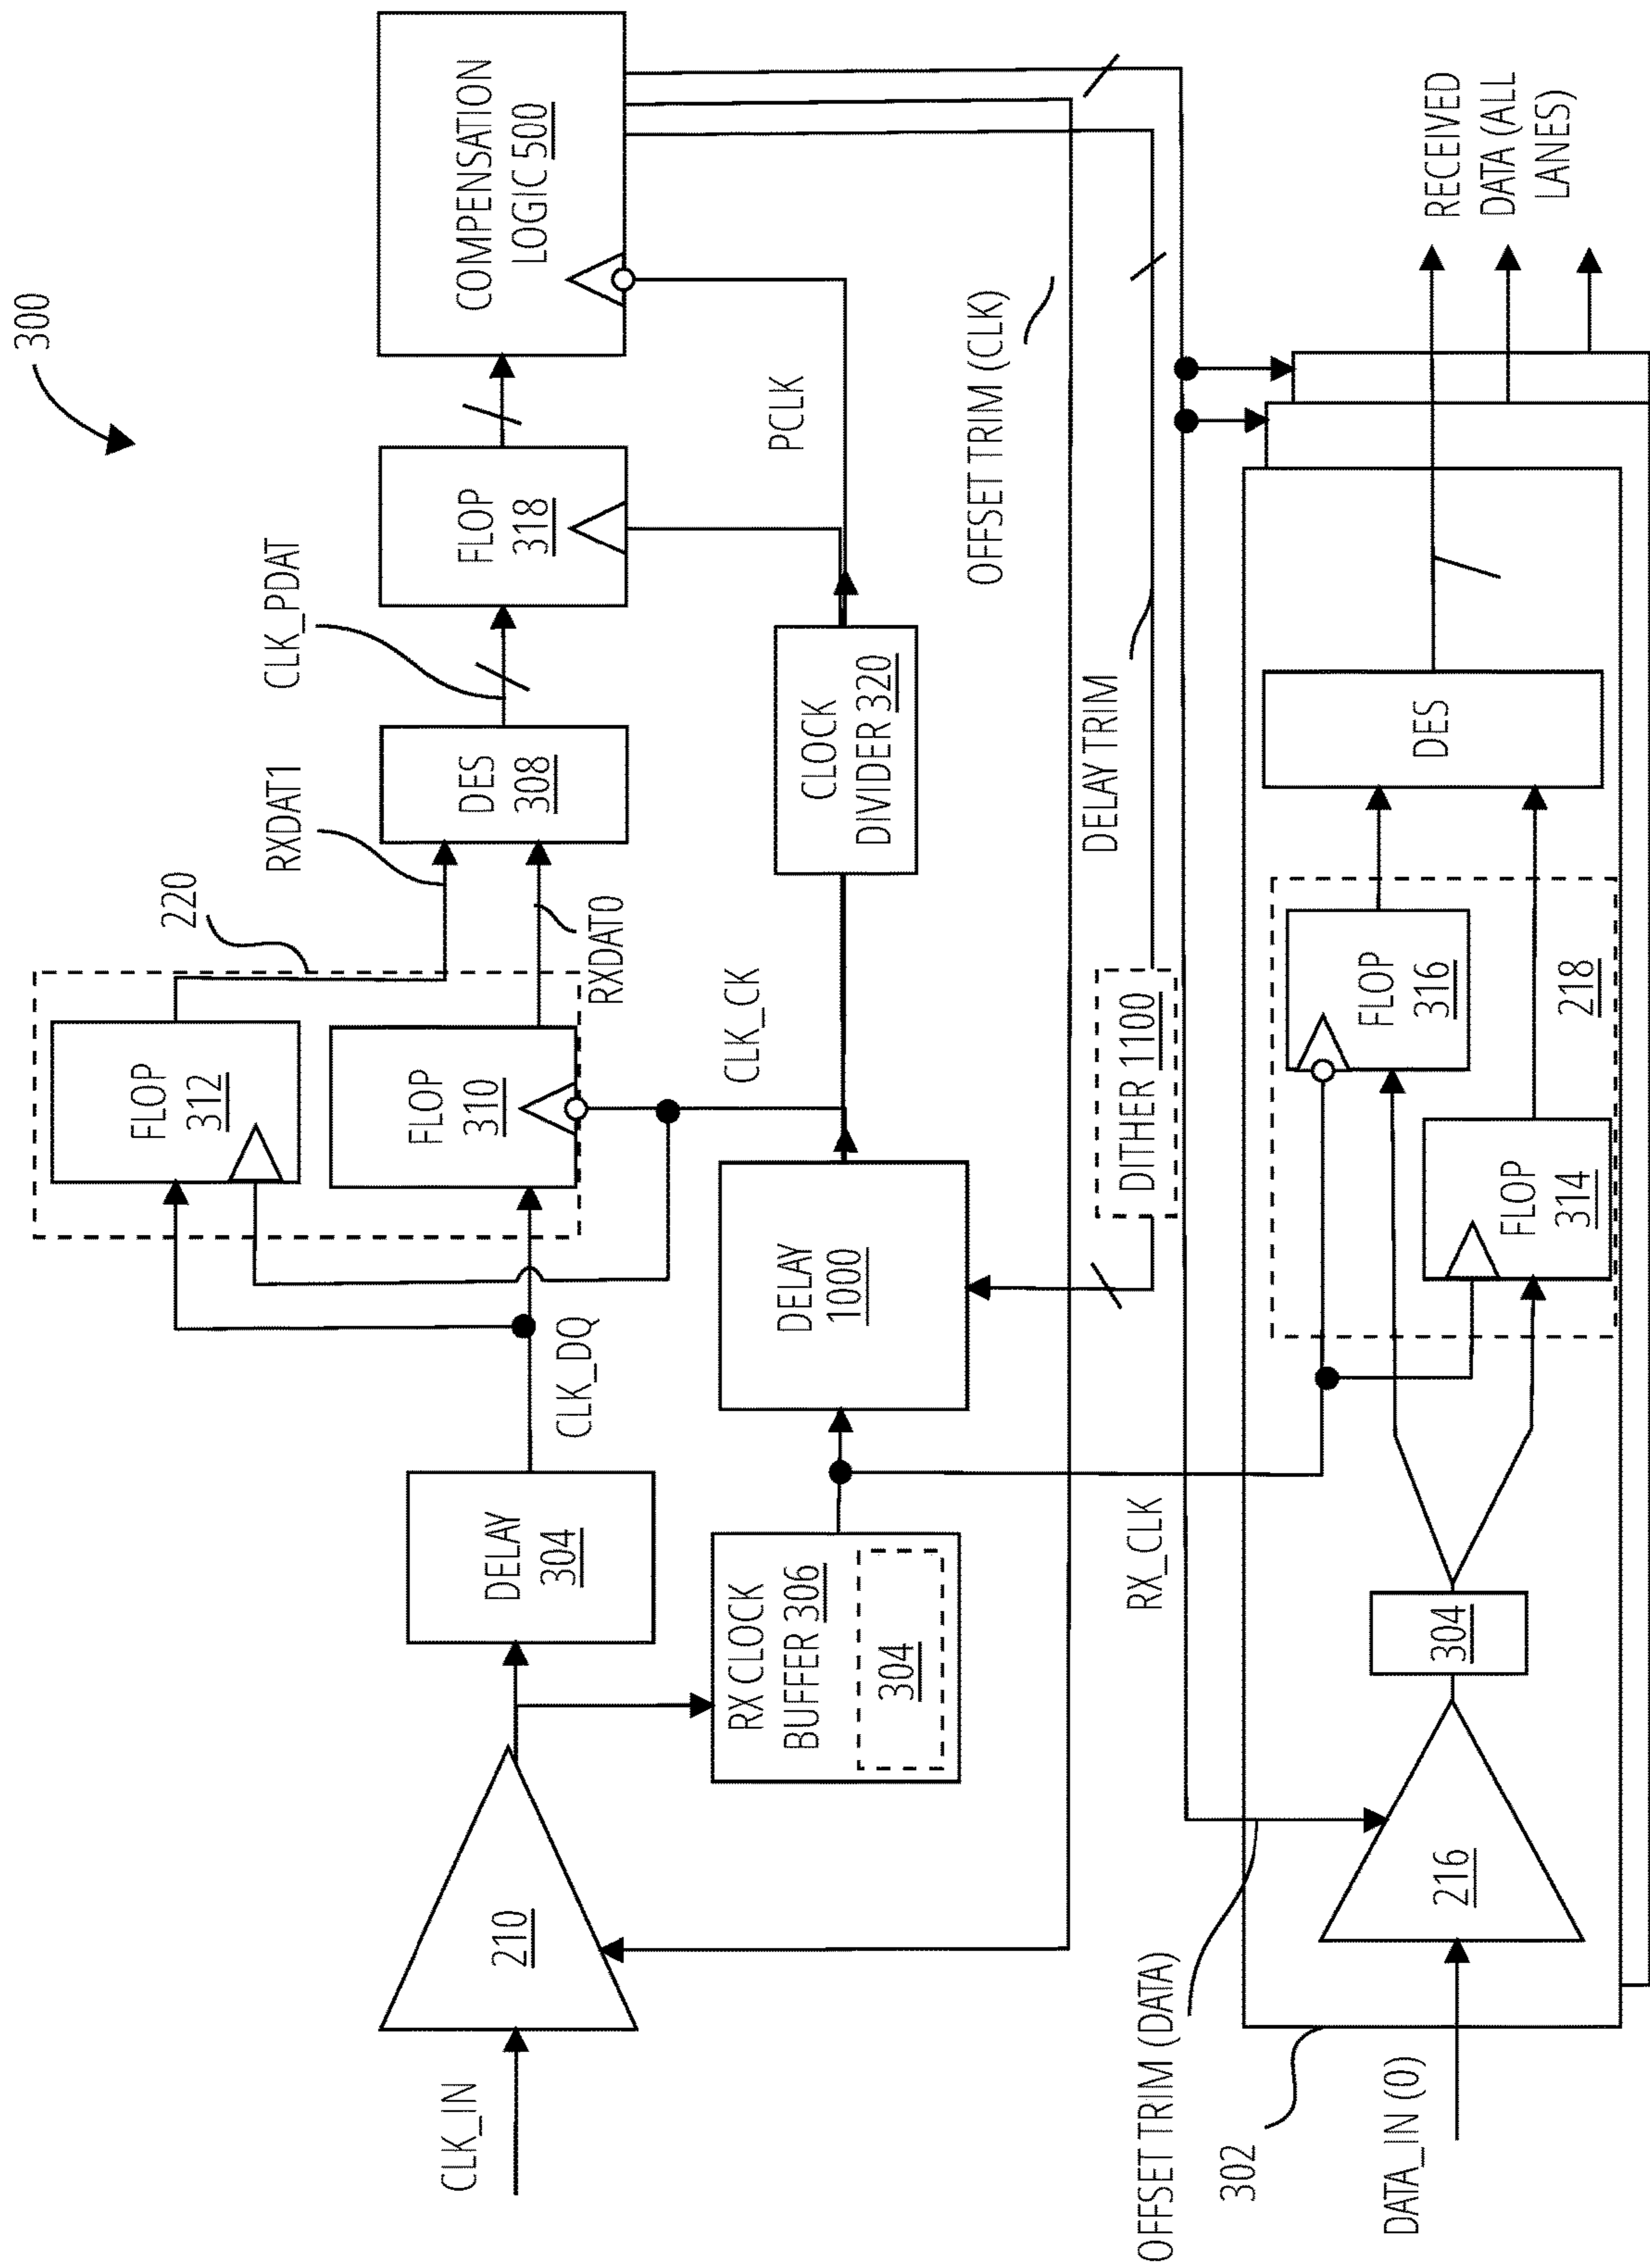 300
COMPENSATION
LOGIC 500
FLOP
318
CLK_PDAT
DES
308
RXDAT1
RXDAT0
220
FLOP
312
FLOP
310
CLK_DQ
DELAY
304
210
CLK_IN
PCLK
CLOCK
DIVIDER 320
CLK_CK
DELAY
1000
RX CLOCK
BUFFER 306
304
OFFSET TRIM (CLK)
DELAY TRIM
DITHER 1100
RX_CLK
OFFSET TRIM (DATA)
302
DATA_IN (0)
216
304
FLOP
316
FLOP
314
218
DES
RECEIVED
DATA (ALL
LANES)